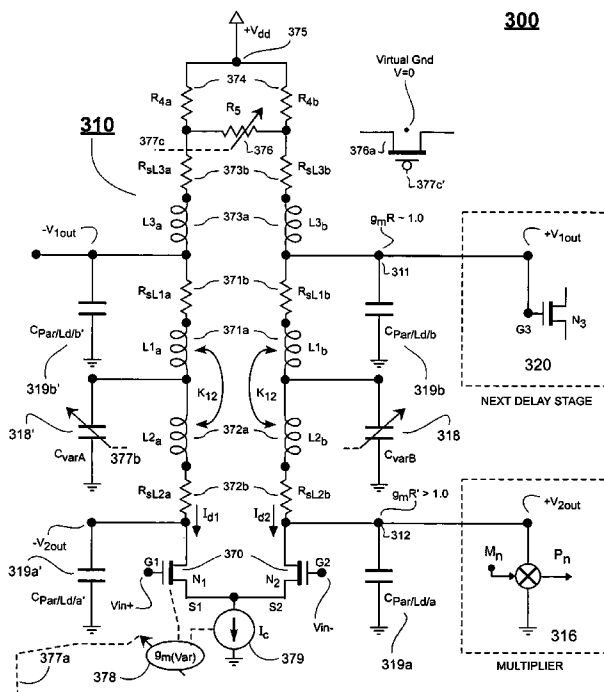 300
+Vdd
375
374
R4a
R4b
R5
Virtual Gnd
V=0
376a
377c'
310
377c
376
RsL3a
373b
RsL3b
L3a
373a
L3b
-V1out
gmR ~ 1.0
311
+V1out
RsL1a
371b
RsL1b
CPar/Ld/b'
CPar/Ld/b
G3
N3
320
371a
L1a
L1b
319b'
319b
NEXT DELAY STAGE
K12
K12
318'
318
CvarA
377b
L2a
372a
L2b
CvarB
RsL2a
372b
RsL2b
gmR' > 1.0
-V2out
Id1
Id2
312
+V2out
319a'
G1
370
G2
Mn
Pn
N1
N2
CPar/Ld/a'
Vin+
S1
S2
Vin-
CPar/Ld/a
316
377a
gm(Var)
Ic
378
379
319a
MULTIPLIER